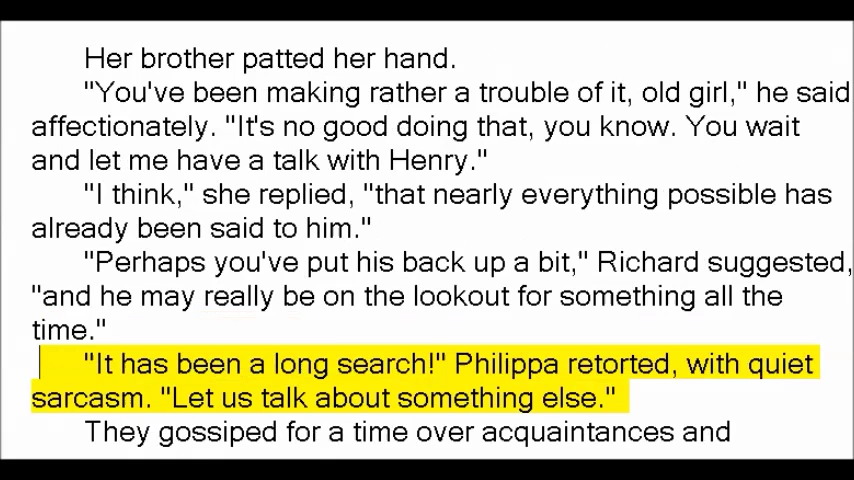 Her brother patted her hand.
"You've been making rather a trouble of it, old girl," he said
affectionately. "It's no good doing that, you know. You wait
and let me have a talk with Henry."
"I think," she replied, "that nearly everything possible has
already been said to him."
"Perhaps you've put his back up a bit," Richard suggested,
"and he may really be on the lookout for something all the
time."
"It has been a long search!" Philippa retorted, with quiet
sarcasm. "Let us talk about something else."
They gossiped for a time over acquaintances and